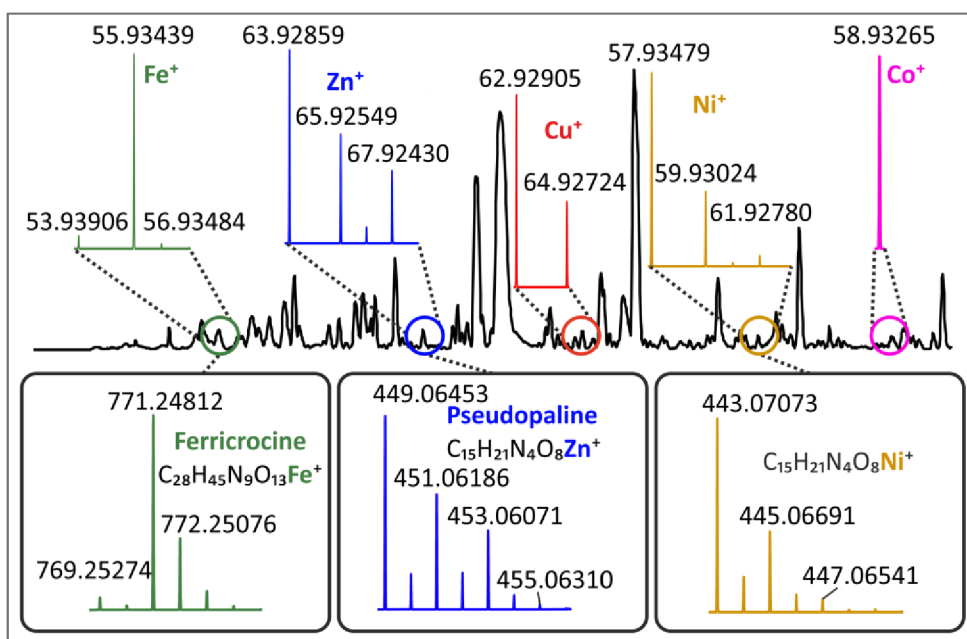 55.93439
Fe⁺
53.93906
56.93484
63.92859
Zn⁺
65.92549
67.92430
62.92905
Cu⁺
64.92724
57.93479
Ni⁺
59.93024
61.92780
58.93265
Co⁺
771.24812
Ferricrocine
C₂₈H₄₅N₉O₁₃Fe⁺
772.25076
769.25274
449.06453
Pseudopaline
C₁₅H₂₁N₄O₈Zn⁺
451.06186
453.06071
455.06310
443.07073
C₁₅H₂₁N₄O₈Ni⁺
445.06691
447.06541